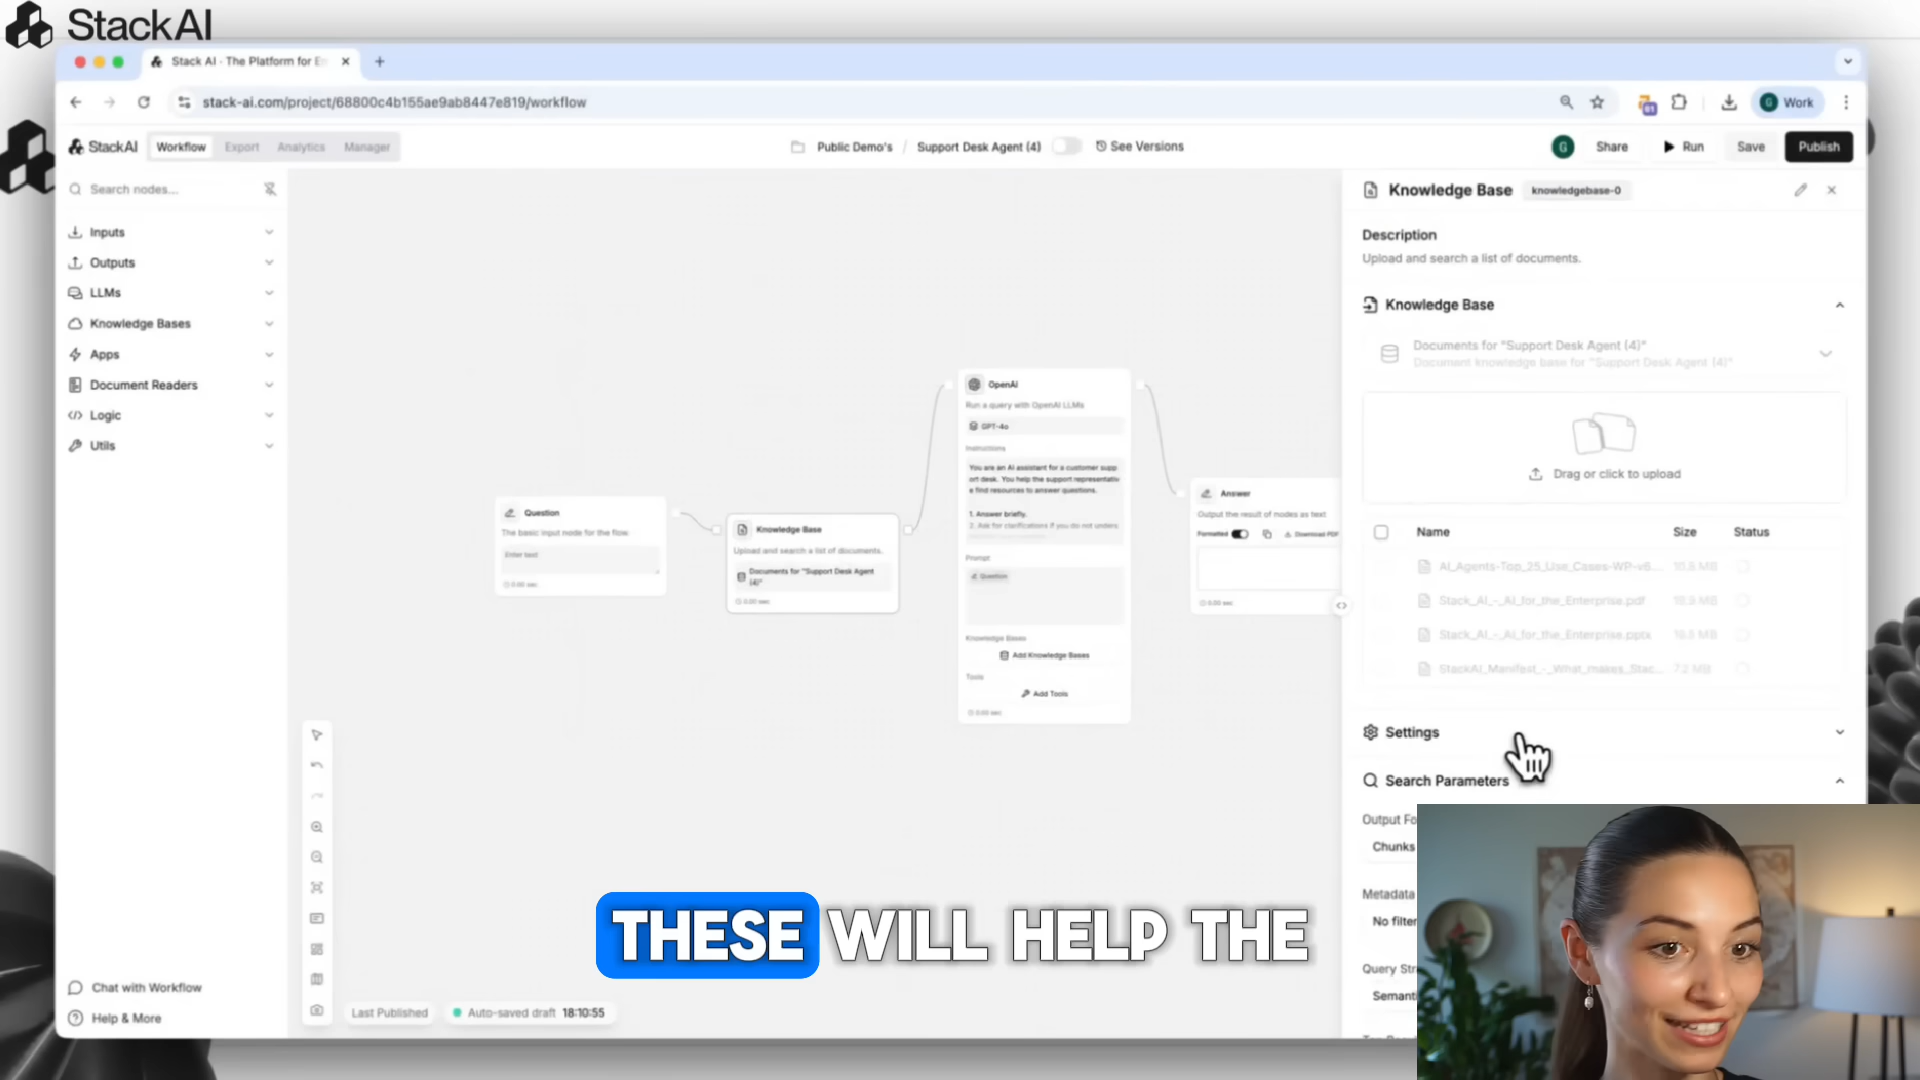 StackAI
Stack AI - The Platform for En
stack-ai.com/project/68800c4b155ae9ab8447e819/workflow
Work
StackAI
Workflow
Export
Analytics
Manager
Public Demo's / Support Desk Agent (4)
See Versions
G
Share
Run
Save
Publish
Search nodes...
Inputs
Outputs
LLMs
Knowledge Bases
Apps
Document Readers
Logic
Utils
Chat with Workflow
Help & More
Question
The basic input node for the flow.
Enter text
0.00 sec
Knowledge Base
Upload and search a list of documents.
Documents for "Support Desk Agent
(4)"
0.00 sec
OpenAI
Run a query with OpenAI LLMs
GPT-4o
Instructions
You are an AI assistant for a customer supp
ort desk. You help the support representativ
e find resources to answer questions.
1. Answer briefly.
2. Ask for clarifications if you do not unders
Prompt
Question
Knowledge Bases
Add Knowledge Bases
Tools
Add Tools
0.00 sec
Answer
Output the result of nodes as text
Formatted
Download PDF
0.00 sec
Last Published
Auto-saved draft 18:10:55
Knowledge Base
knowledgebase-0
Description
Upload and search a list of documents.
Knowledge Base
Documents for "Support Desk Agent (4)"
Document knowledge base for "Support Desk Agent (4)"
Drag or click to upload
Name Size Status
AI_Agents-Top_25_Use_Cases-WP-v6... 10.8 MB
Stack_AI_-_AI_for_the_Enterprise.pdf
Stack_AI_-_AI_for_the_Enterprise.pptx
StackAI_Manifest_-_What_makes_Stac... 7.2 MB
Settings
Search Parameters
Output Fo
Chunks
Metadata
No filter
Query Str
Semant
THESE WILL HELP THE